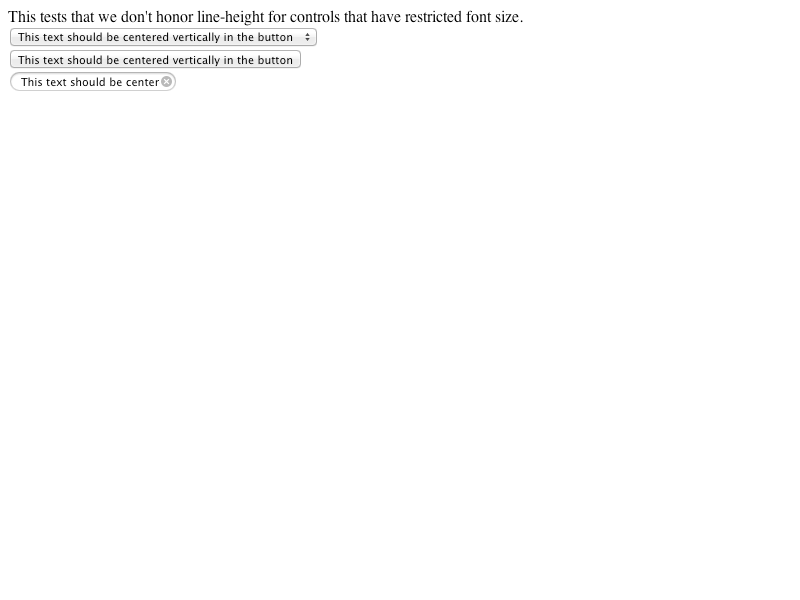 This tests that we don't honor line-height for controls that have restricted font size.
This text should be centered vertically in the button
This text should be centered vertically in the button
This text should be center